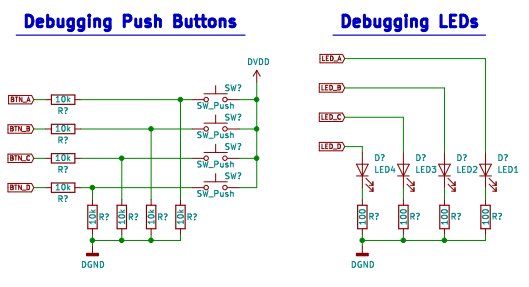 Debugging Push Buttons
Debugging LEDs
DVDD
BTN_A
10k
R?
SW?
SW_Push
BTN_B
10k
R?
SW?
SW_Push
BTN_C
10k
R?
SW?
SW_Push
BTN_D
10k
R?
SW?
SW_Push
10k R?
10k R?
10k R?
10k R?
DGND
LED_A
LED_B
LED_C
LED_D
D? D? D? D?
LED4 LED3 LED2 LED1
100 R?
100 R?
100 R?
100 R?
DGND